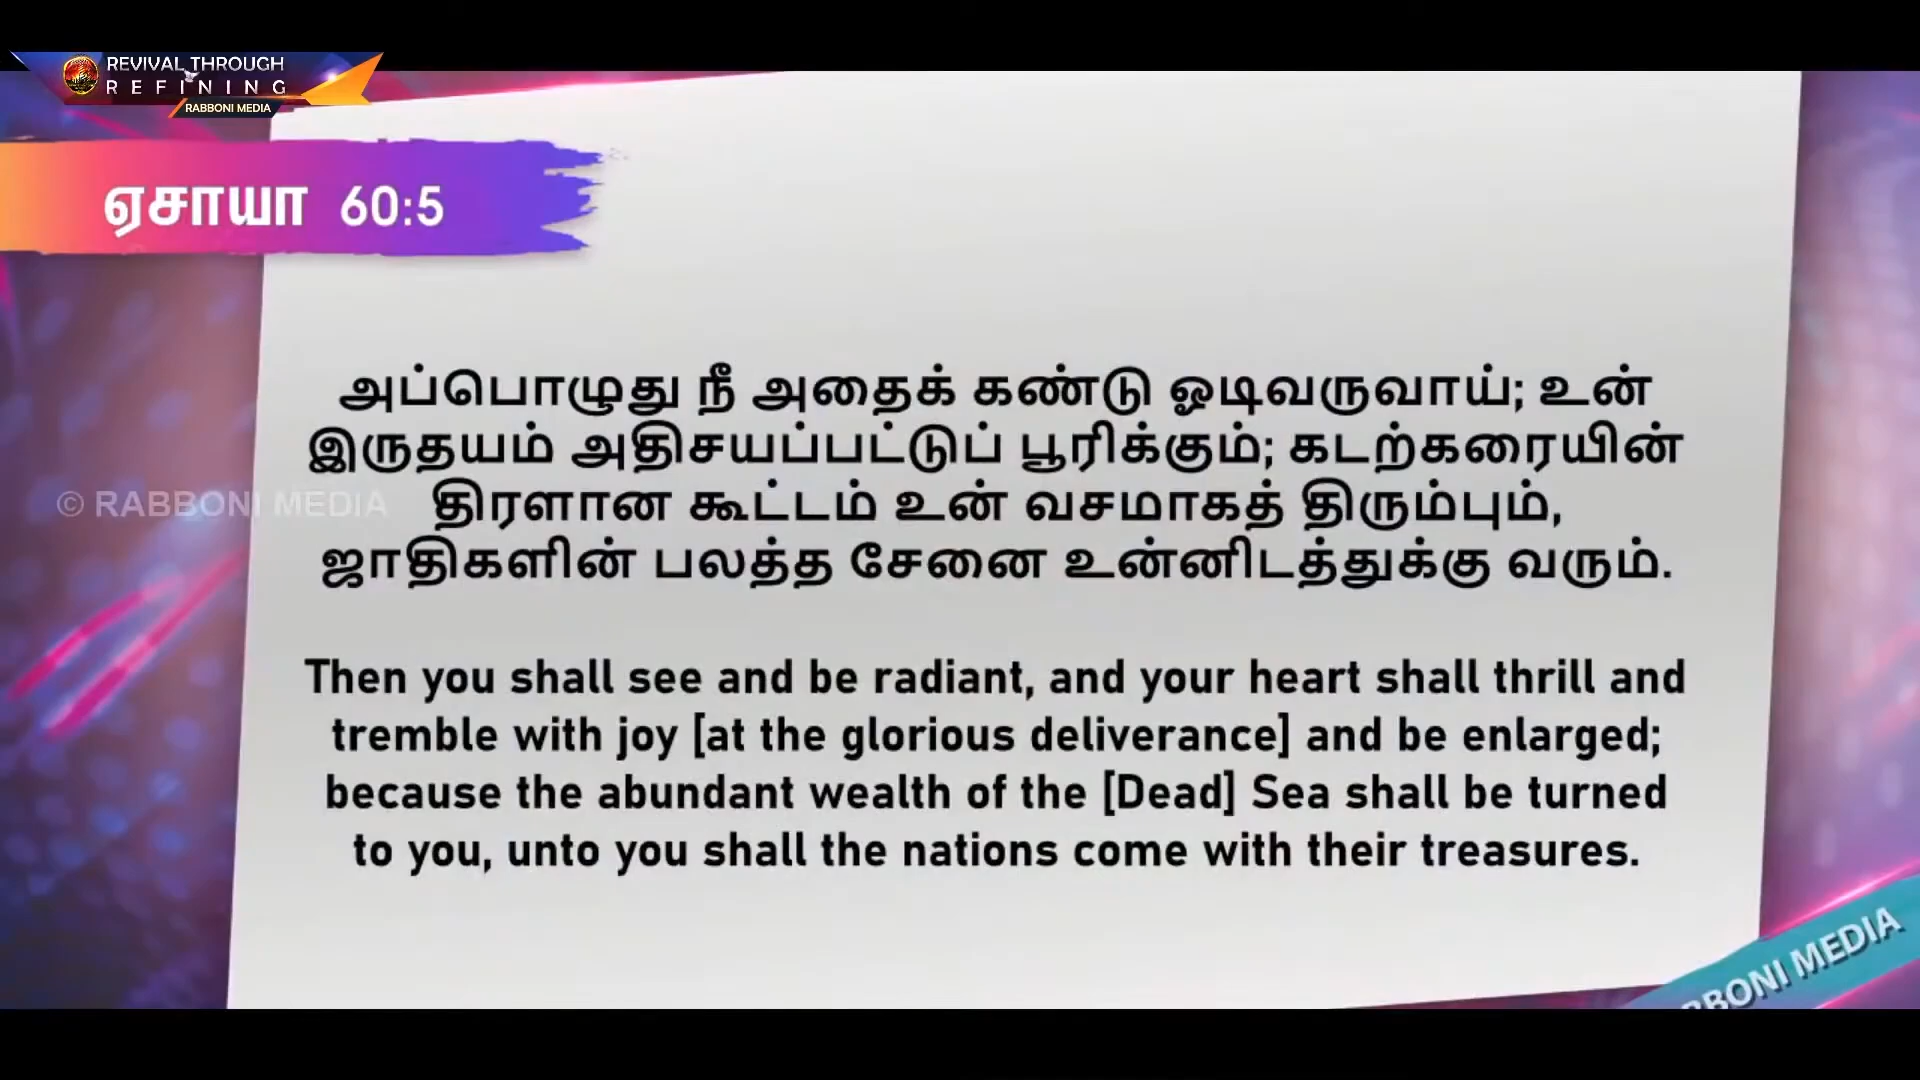 REVIVAL THROUGH
REFINING
RABBONI MEDIA
ஏசாயா 60:5
அப்பொழுது நீ அதைக் கண்டு ஓடிவருவாய்; உன்
இருதயம் அதிசயப்பட்டுப் பூரிக்கும்; கடற்கரையின்
© RABBONI MEDIA
திரளான கூட்டம் உன் வசமாகத் திரும்பும்,
ஜாதிகளின் பலத்த சேனை உன்னிடத்துக்கு வரும்.
Then you shall see and be radiant, and your heart shall thrill and
tremble with joy [at the glorious deliverance] and be enlarged;
because the abundant wealth of the [Dead] Sea shall be turned
to you, unto you shall the nations come with their treasures.
BBONI MEDIA